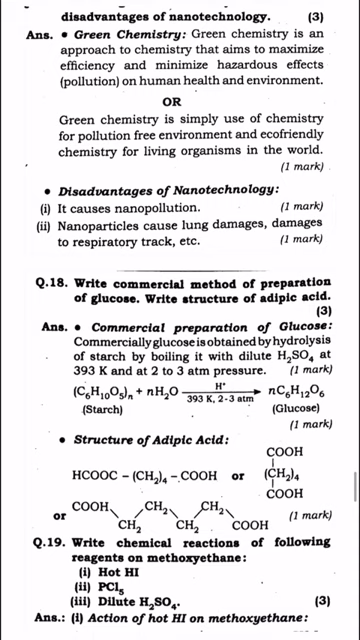 disadvantages of nanotechnology. (3)
Ans. • Green Chemistry: Green chemistry is an
approach to chemistry that aims to maximize
efficiency and minimize hazardous effects
(pollution) on human health and environment.
OR
Green chemistry is simply use of chemistry
for pollution free environment and ecofriendly
chemistry for living organisms in the world.
(1 mark)
• Disadvantages of Nanotechnology:
(i) It causes nanopollution. (1 mark)
(ii) Nanoparticles cause lung damages, damages
to respiratory track, etc. (1 mark)
Q.18. Write commercial method of preparation
of glucose. Write structure of adipic acid.
(3)
Ans. • Commercial preparation of Glucose:
Commercially glucose is obtained by hydrolysis
of starch by boiling it with dilute H₂SO₄ at
393 K and at 2 to 3 atm pressure. (1 mark)
(C₆H₁₀O₅)ₙ + nH₂O H⁺ 393 K, 2-3 atm → nC₆H₁₂O₆
(Starch) (Glucose)
(1 mark)
• Structure of Adipic Acid:
COOH
HCOOC – (CH₂)₄ – COOH or (CH₂)₄
COOH
or COOH CH₂ CH₂ (1 mark)
CH₂ CH₂ COOH
Q.19. Write chemical reactions of following
reagents on methoxyethane:
(i) Hot HI
(ii) PCl₅
(iii) Dilute H₂SO₄. (3)
Ans.: (i) Action of hot HI on methoxyethane: